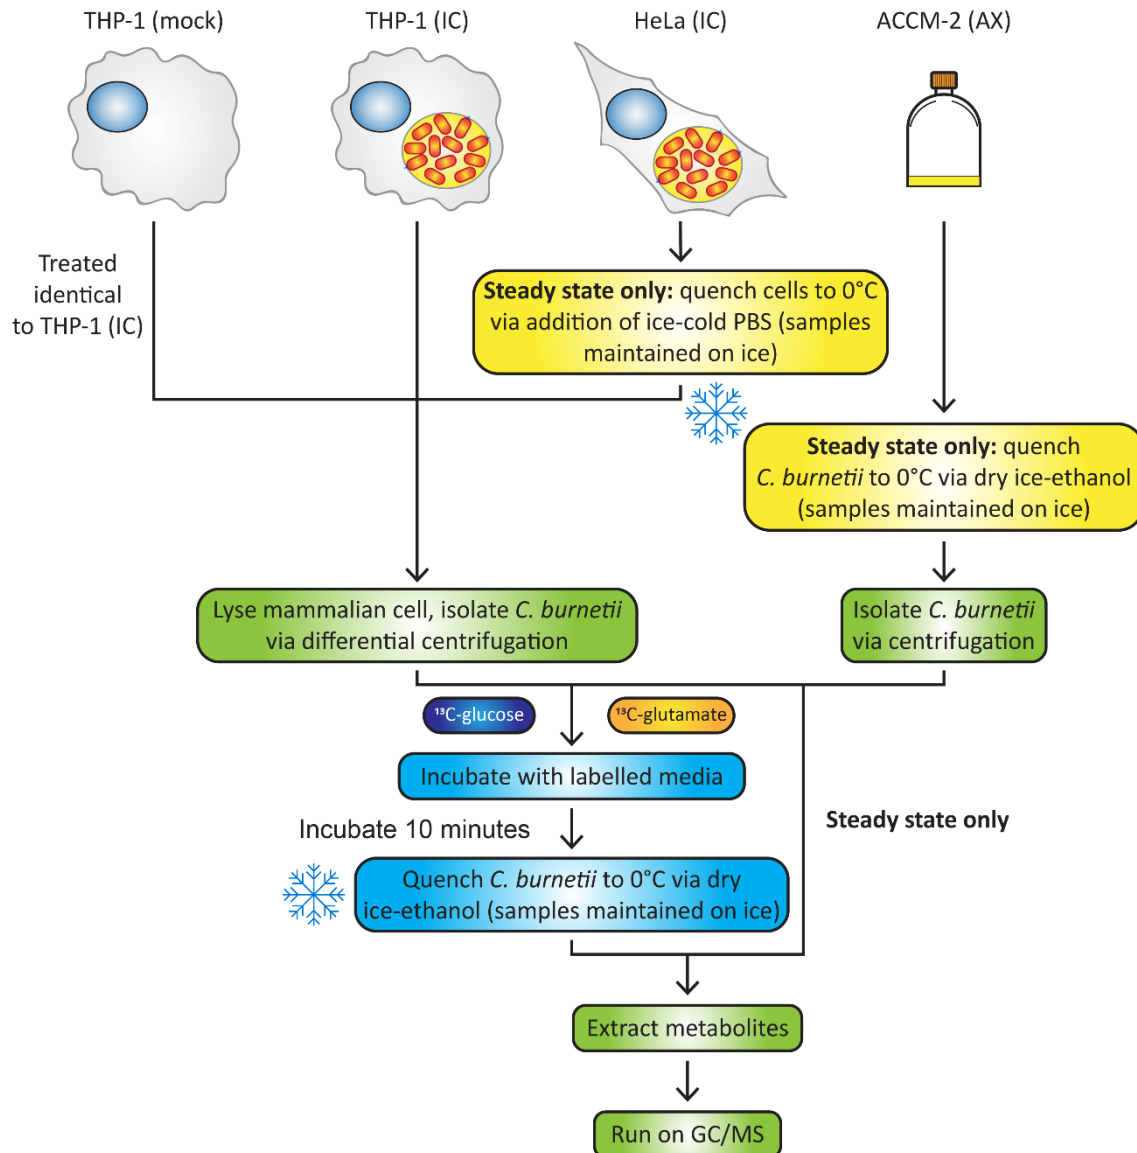 THP-1 (mock)
THP-1 (IC)
HeLa (IC)
ACCM-2 (AX)
Treated
identical
to THP-1 (IC)
Steady state only: quench cells to 0°C
via addition of ice-cold PBS (samples
maintained on ice)
Steady state only: quench
C. burnetii to 0°C via dry ice-ethanol
(samples maintained on ice)
Lyse mammalian cell, isolate C. burnetii
via differential centrifugation
Isolate C. burnetii
via centrifugation
¹³C-glucose
¹³C-glutamate
Incubate with labelled media
Incubate 10 minutes
Steady state only
Quench C. burnetii to 0°C via dry
ice-ethanol (samples maintained on ice)
Extract metabolites
Run on GC/MS